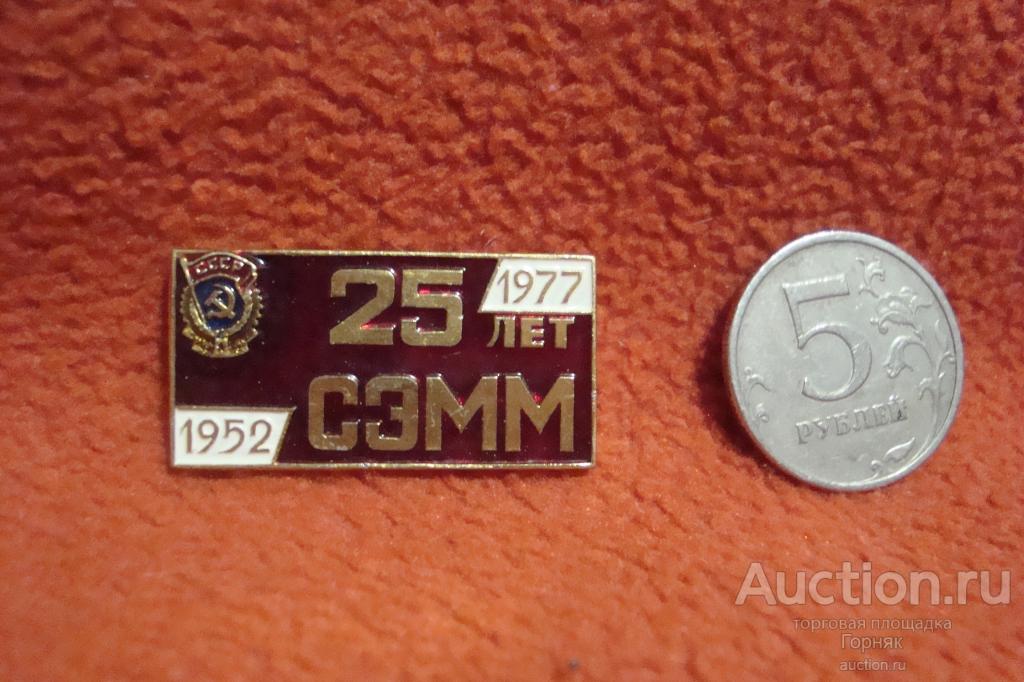 СССР
25
1977
ЛЕТ
СЭММ
1952
5
РУБЛЕЙ
Auction.ru
торговая площадка
Горняк
auction.ru